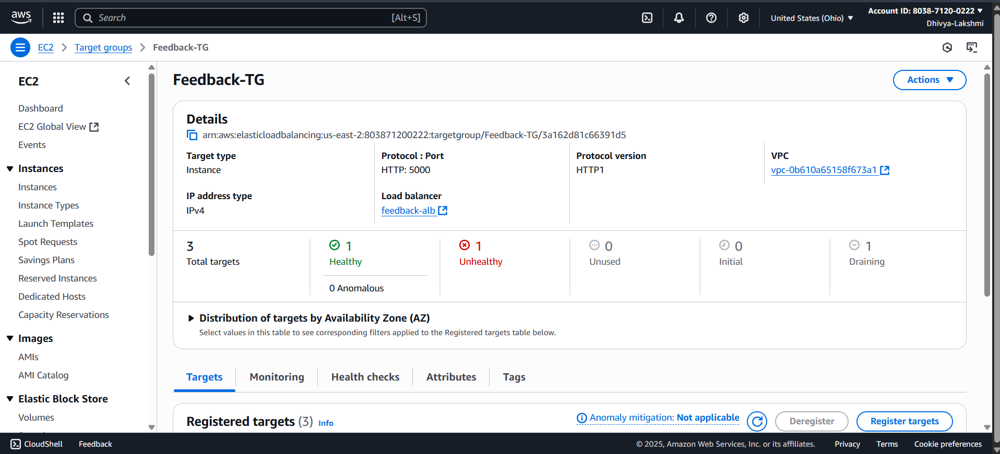 aws
Search [Alt+S]
United States (Ohio)
Account ID: 8038-7120-0222
Dhivya-Lakshmi
EC2 Target groups Feedback-TG
EC2
Dashboard
EC2 Global View
Events
Instances
Instances
Instance Types
Launch Templates
Spot Requests
Savings Plans
Reserved Instances
Dedicated Hosts
Capacity Reservations
Images
AMIs
AMI Catalog
Elastic Block Store
Volumes
Feedback-TG
Actions
Details
arn:aws:elasticloadbalancing:us-east-2:803871200222:targetgroup/Feedback-TG/3a162d81c66391d5
Target type
Instance
Protocol : Port
HTTP: 5000
Protocol version
HTTP1
VPC
vpc-0b610a65158f673a1
IP address type
IPv4
Load balancer
feedback-alb
3
Total targets
1
Healthy
0 Anomalous
1
Unhealthy
0
Unused
0
Initial
1
Draining
Distribution of targets by Availability Zone (AZ)
Select values in this table to see corresponding filters applied to the Registered targets table below.
Targets
Monitoring
Health checks
Attributes
Tags
Registered targets (3) Info
Anomaly mitigation: Not applicable
Deregister
Register targets
CloudShell
Feedback
© 2025, Amazon Web Services, Inc. or its affiliates.
Privacy
Terms
Cookie preferences